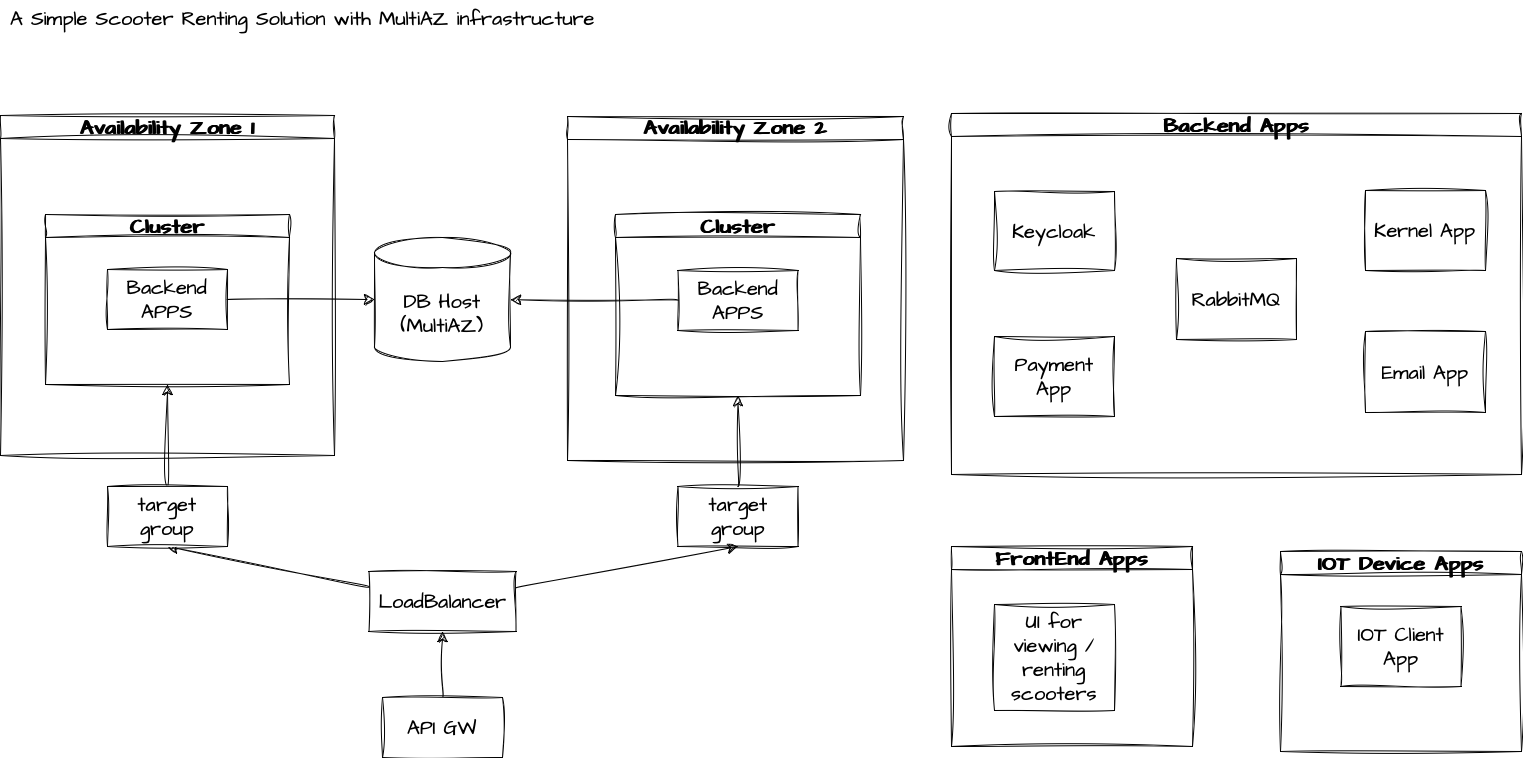 A Simple Scooter Renting Solution with MultiAZ infrastructure
Availability Zone 1
Cluster
Backend
APPS
DB Host
(MultiAZ)
Availability Zone 2
Cluster
Backend
APPS
target
group
target
group
LoadBalancer
API GW
Backend Apps
Keycloak
Kernel App
RabbitMQ
Payment
App
Email App
FrontEnd Apps
UI for
viewing /
renting
scooters
IOT Device Apps
IOT Client
App